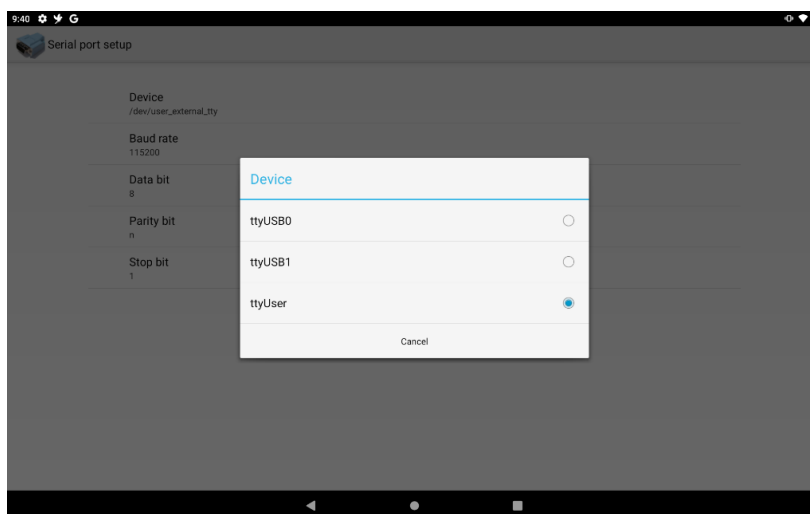 9:40 G
Serial port setup
Device
/dev/user_external_tty
Baud rate
115200
Data bit
8
Parity bit
n
Stop bit
1
Device
ttyUSB0
ttyUSB1
ttyUser
Cancel